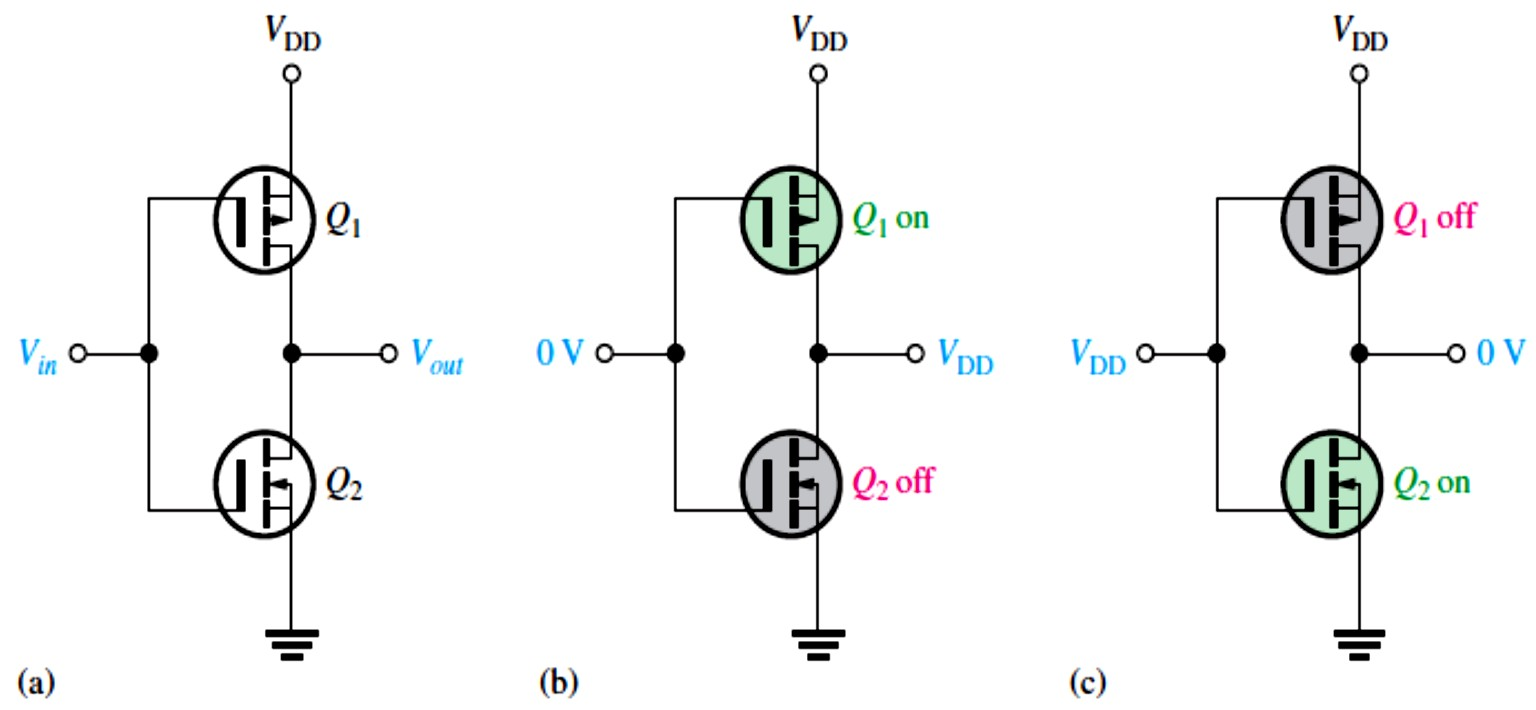 VDD
Q1
Vin
Vout
Q2
(a)
VDD
Q1 on
0 V
VDD
Q2 off
(b)
VDD
Q1 off
VDD
0 V
Q2 on
(c)